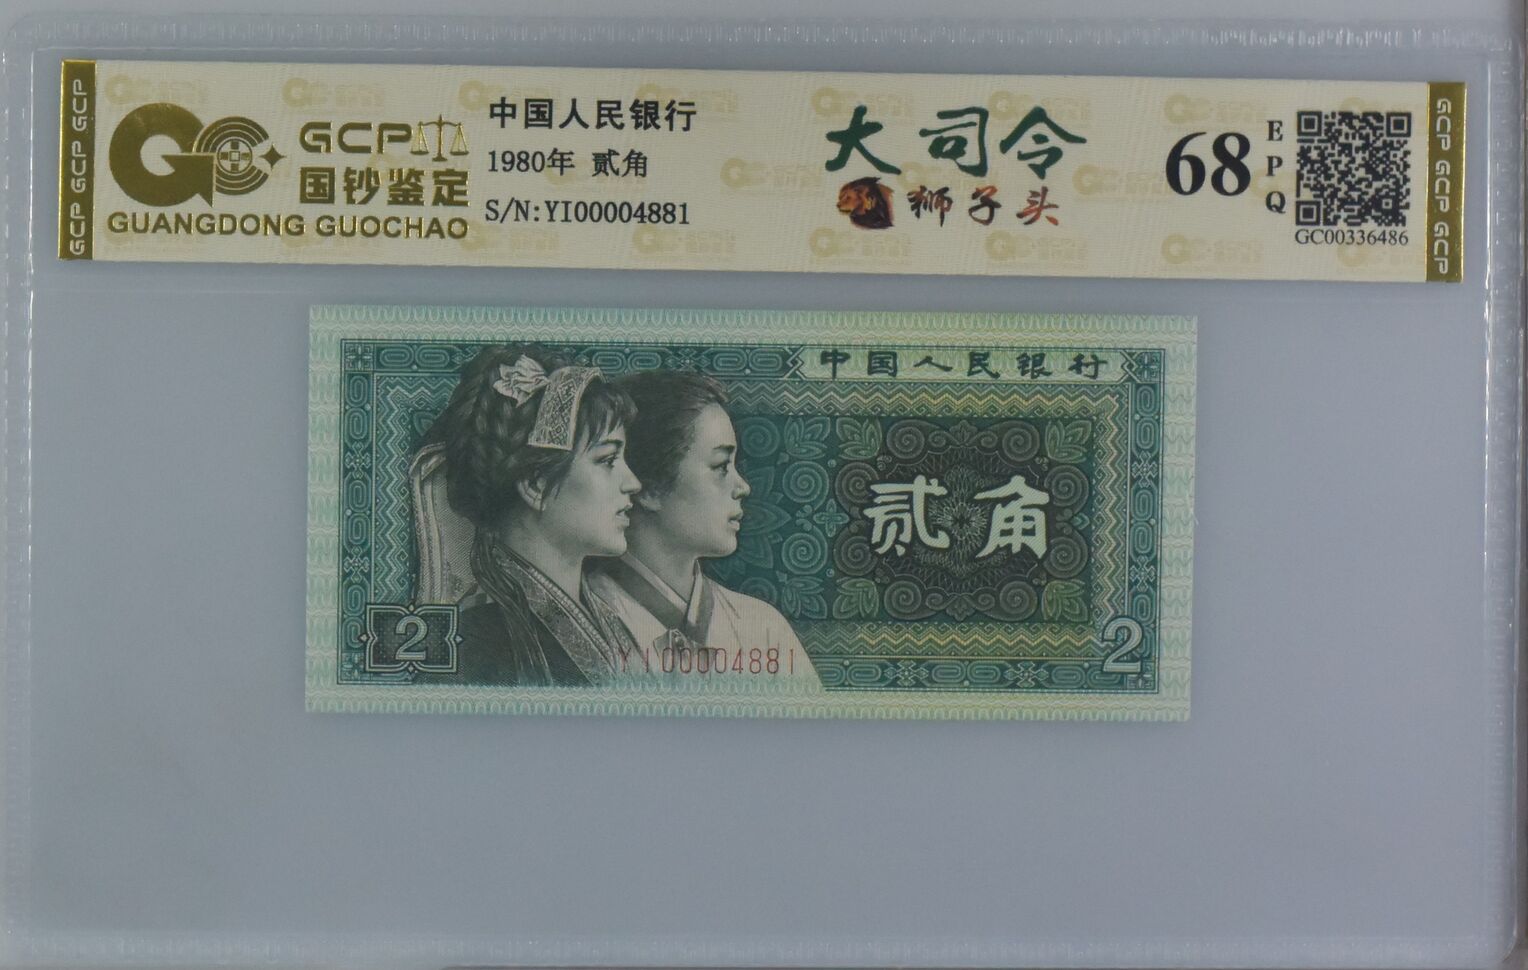 GCP GCP GCP
GCP
国钞鉴定
GUANGDONG GUOCHAO
中国人民银行
1980年 贰角
S/N:YI00004881
大司令
狮子头
68
EPQ
GC00336486
GCP GCP GCP
中国人民银行
贰角
2
YI00004881
2